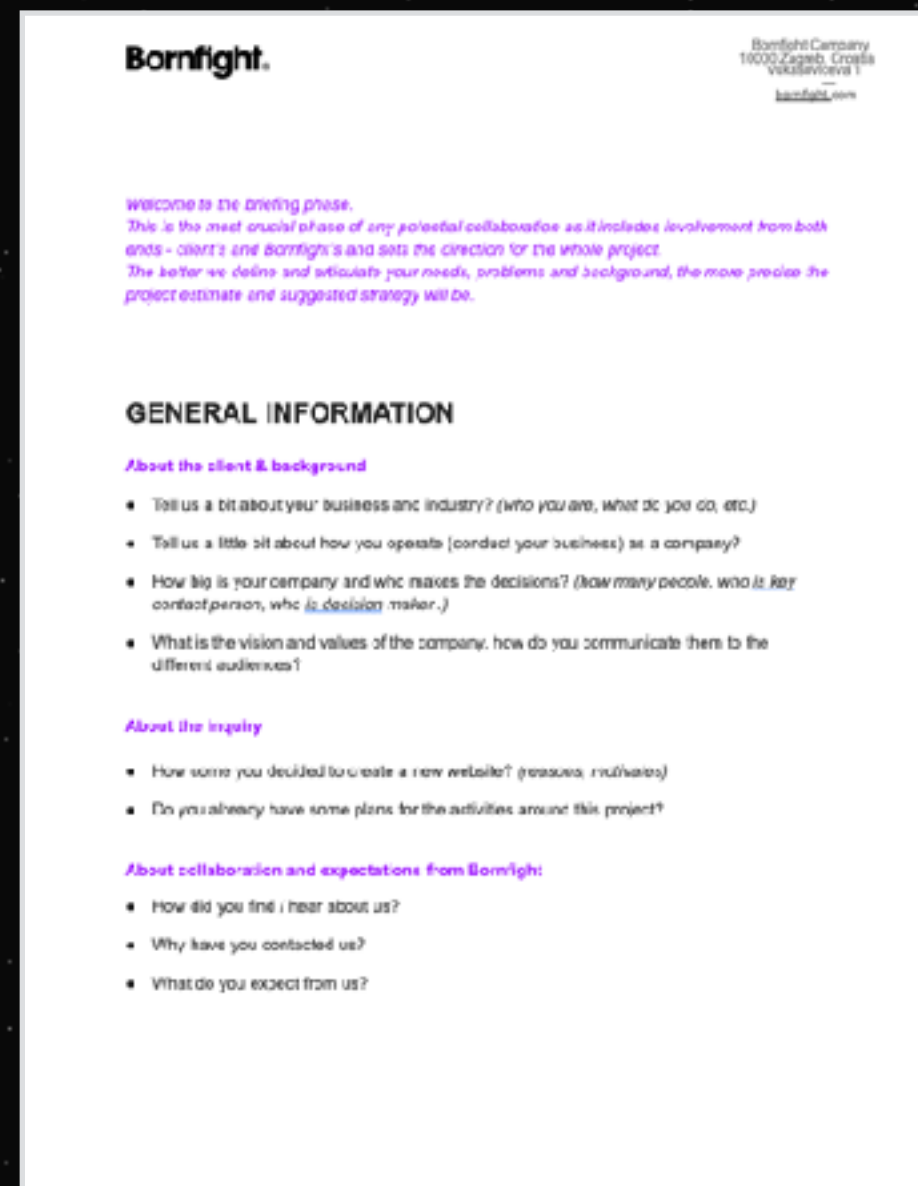 Bornfight.
Bornfight Company
10000 Zagreb, Croatia
bornfight.com
Welcome to the briefing phase.
This is the most crucial phase of any potential collaboration as it includes involvement from both
ends - client's and Bornfight's and sets the direction for the whole project.
The better we define and articulate your needs, problems and background, the more precise the
project estimate and suggested strategy will be.
GENERAL INFORMATION
About the client & background
• Tell us a bit about your business and industry? (who you are, what do you do, etc.)
• Tell us a little bit about how you operate (conduct your business) as a company?
• How big is your company and who makes the decisions? (how many people, who is key
contact person, who is decision maker.)
• What is the vision and values of the company, how do you communicate them to the
different audiences?
About the inquiry
• How come you decided to create a new website? (reasons, motivates)
• Do you already have some plans for the activities around this project?
About collaboration and expectations from Bornfight
• How did you find / hear about us?
• Why have you contacted us?
• What do you expect from us?